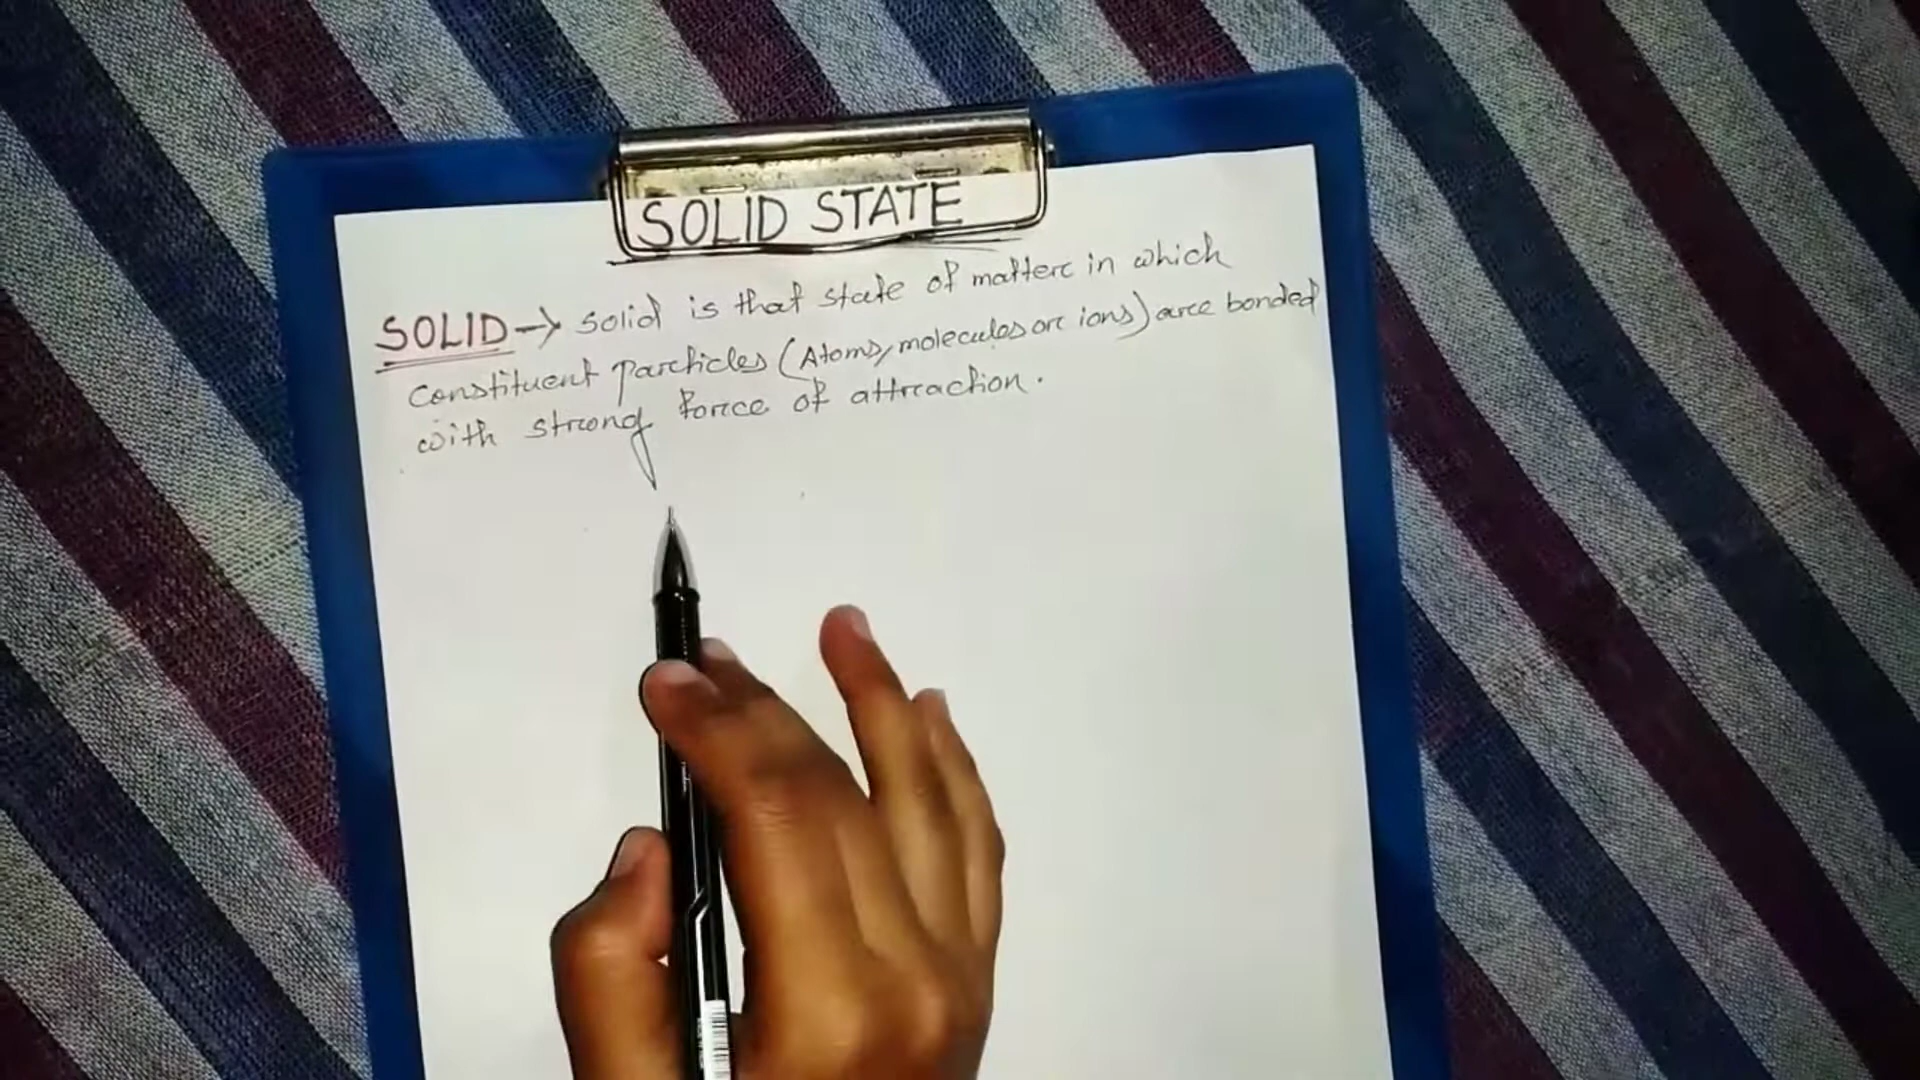 SOLID STATE
SOLID → solid is that state of matter in which
constituent particles (Atoms, molecules or ions) are bonded
with strong force of attraction.